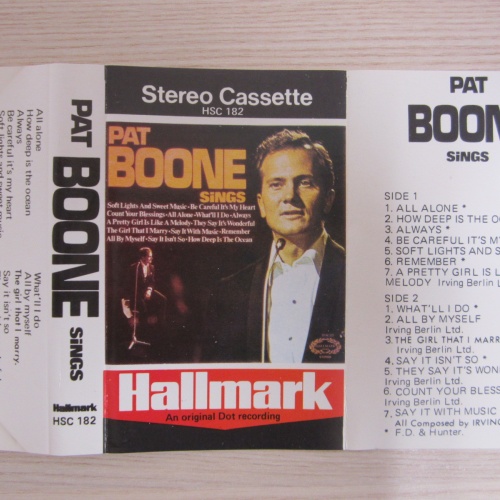 All alone
How deep is the ocean
Always
Be careful it's my heart
What'll I do
All by myself
The girl that I marry.
Say it isn't so
PAT BOONE SiNGS
Hallmark
HSC 182
Stereo Cassette
HSC 182
PAT
BOONE
SiNGS
Soft Lights And Sweet Music • Be Careful It's My Heart
Count Your Blessings • All Alone • What'll I Do • Always
A Pretty Girl Is Like A Melody • They Say It's Wonderful
The Girl That I Marry • Say It With Music • Remember
All By Myself • Say It Isn't So • How Deep Is The Ocean
Hallmark
An original Dot recording
PAT
BOON
SiNGS
SIDE 1
1. ALL ALONE *
2. HOW DEEP IS THE
3. ALWAYS *
4. BE CAREFUL IT'S
5. SOFT LIGHTS AND
6. REMEMBER *
7. A PRETTY GIRL IS
MELODY Irving Berlin Ltd.
SIDE 2
1. WHAT'LL I DO *
2. ALL BY MYSELF
Irving Berlin Ltd.
3. THE GIRL THAT I
Irving Berlin Ltd.
4. SAY IT ISN'T SO *
5. THEY SAY IT'S
Irving Berlin Ltd.
6. COUNT YOUR
Irving Berlin Ltd.
7. SAY IT WITH MUSIC
All Composed by
* F.D. & Hunter.